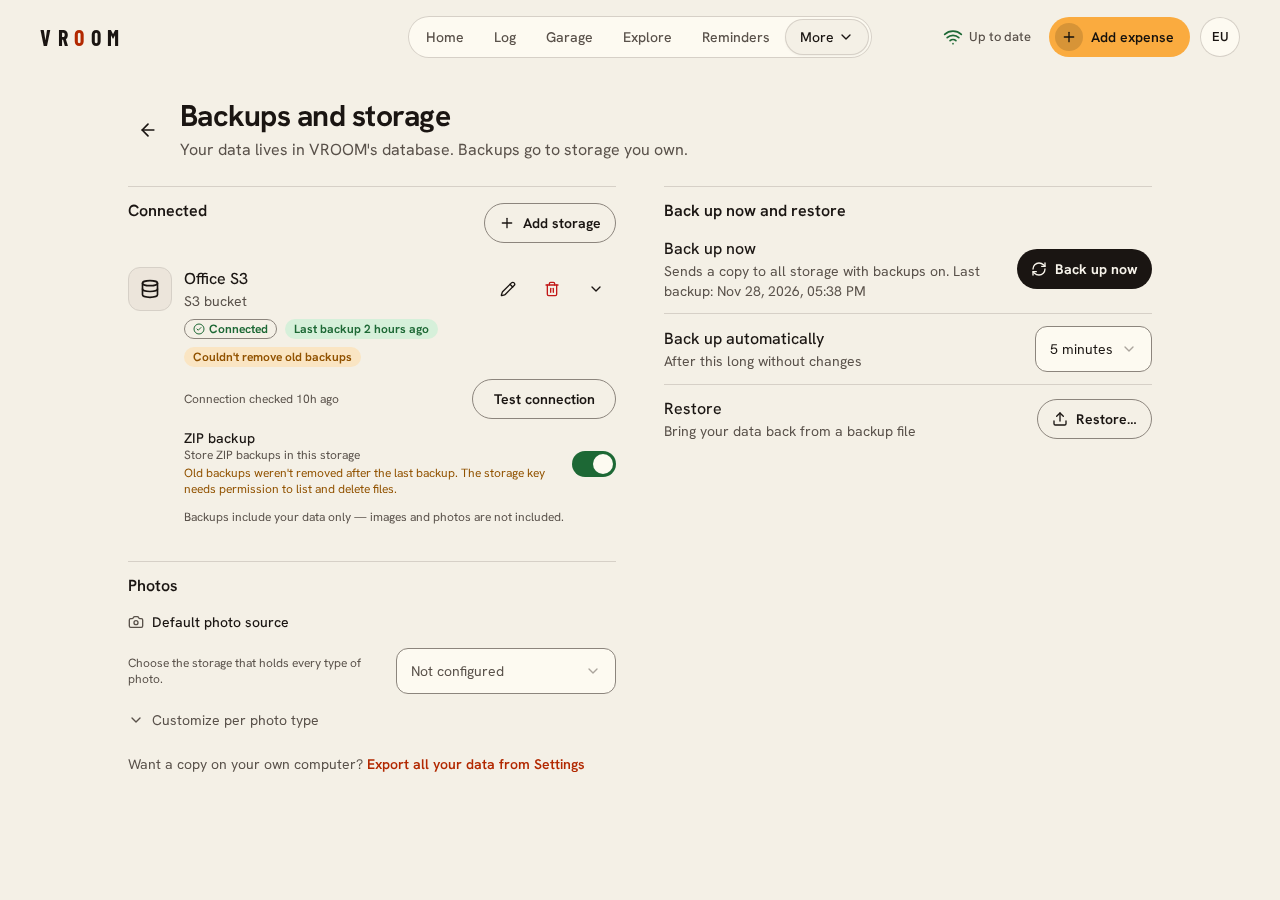 VROOM
Home
Log
Garage
Explore
Reminders
More
Up to date
Add expense
EU
Backups and storage
Your data lives in VROOM's database. Backups go to storage you own.
Connected
Add storage
Office S3
S3 bucket
Connected
Last backup 2 hours ago
Couldn't remove old backups
Connection checked 10h ago
Test connection
ZIP backup
Store ZIP backups in this storage
Old backups weren't removed after the last backup. The storage key
needs permission to list and delete files.
Backups include your data only — images and photos are not included.
Photos
Default photo source
Choose the storage that holds every type of
photo.
Not configured
Customize per photo type
Want a copy on your own computer? Export all your data from Settings
Back up now and restore
Back up now
Sends a copy to all storage with backups on. Last
backup: Nov 28, 2026, 05:38 PM
Back up now
Back up automatically
After this long without changes
5 minutes
Restore
Bring your data back from a backup file
Restore...